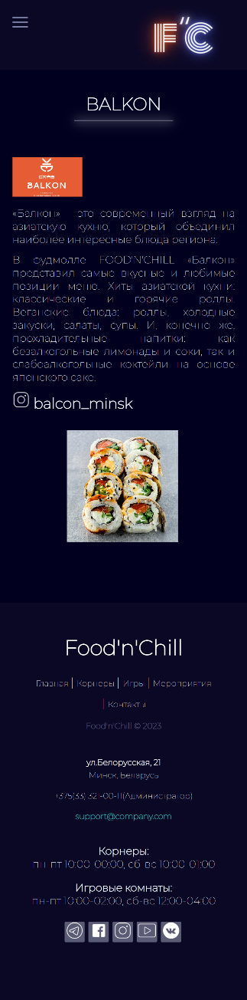 F"C
BALKON
СУШІ
BALKON
«Балкон» - это современный взгляд на
азиатскую кухню, который объединил
наиболее интересные блюда региона.
В фудмолле FOOD'N'CHILL «Балкон»
представил самые вкусные и любимые
позиции меню. Хиты азиатской кухни:
классические и горячие роллы.
Веганские блюда: роллы, холодные
закуски, салаты, супы. И, конечно же,
прохладительные напитки: как
безалкогольные лимонады и соки, так и
слабоалкогольные коктейли на основе
японского саке.
balcon_minsk
Food'n'Chill
Главная | Корнеры | Игры | Мероприятия
| Контакты
Food'n'Chill © 2023
ул.Белорусская, 21
Минск, Беларусь
+375(33) 321-00-11(Администратор)
support@company.com
Корнеры:
пн-пт 10:00-00:00, сб-вс 10:00-01:00
Игровые комнаты:
пн-пт 10:00-02:00, сб-вс 12:00-04:00